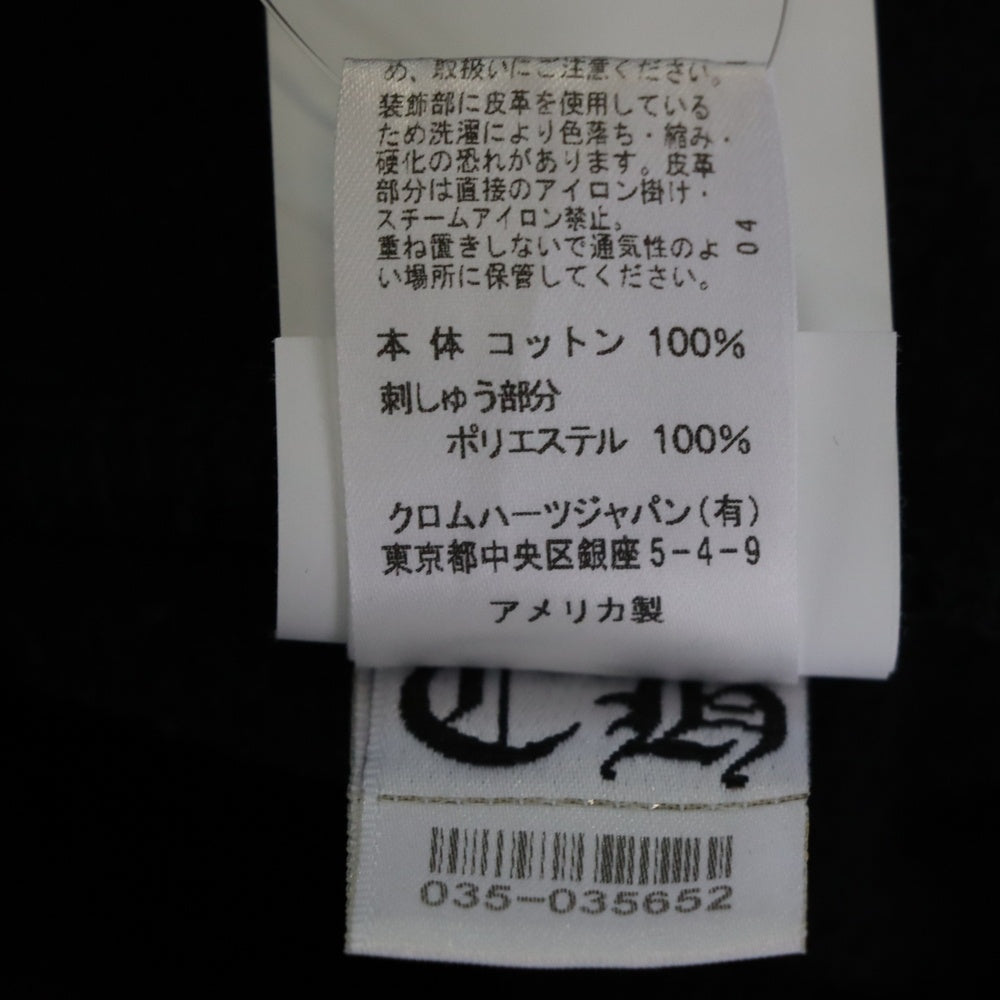 め、取扱いにご注意ください。
装飾部に皮革を使用している
ため洗濯により色落ち・縮み・
硬化の恐れがあります。皮革
部分は直接のアイロン掛け・
スチームアイロン禁止。
重ね置きしないで通気性のよ
い場所に保管してください。
04
本体 コットン 100%
刺しゅう部分
ポリエステル 100%
クロムハーツジャパン(有)
東京都中央区銀座5-4-9
アメリカ製
CH
035-035652